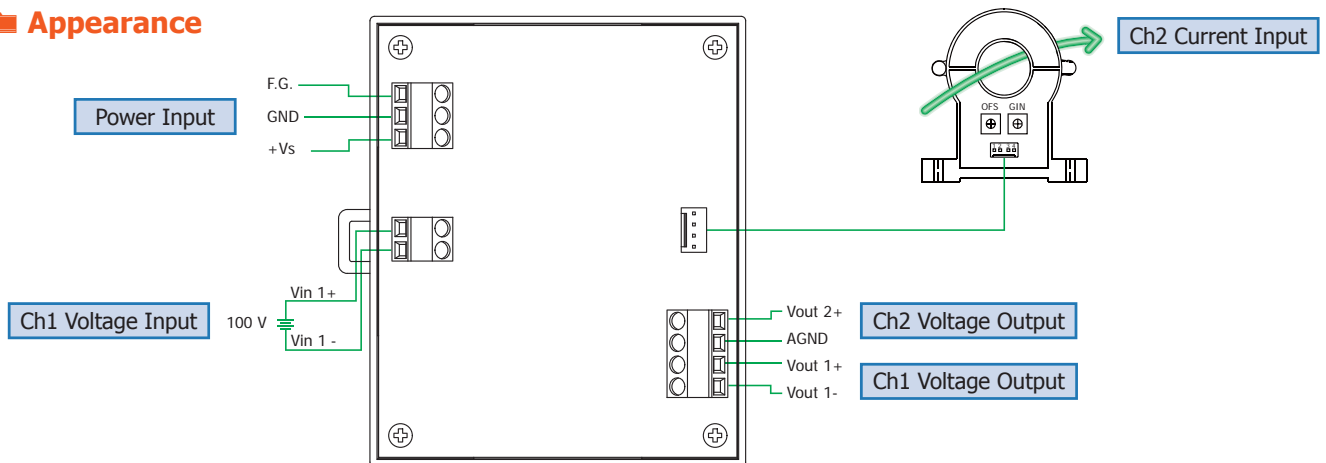 Appearance
Ch2 Current Input
F.G.
Power Input
GND
+Vs
OFS GIN
Vin 1+
Ch1 Voltage Input
100 V
Vin 1 -
Vout 2+
Ch2 Voltage Output
AGND
Vout 1+
Ch1 Voltage Output
Vout 1-